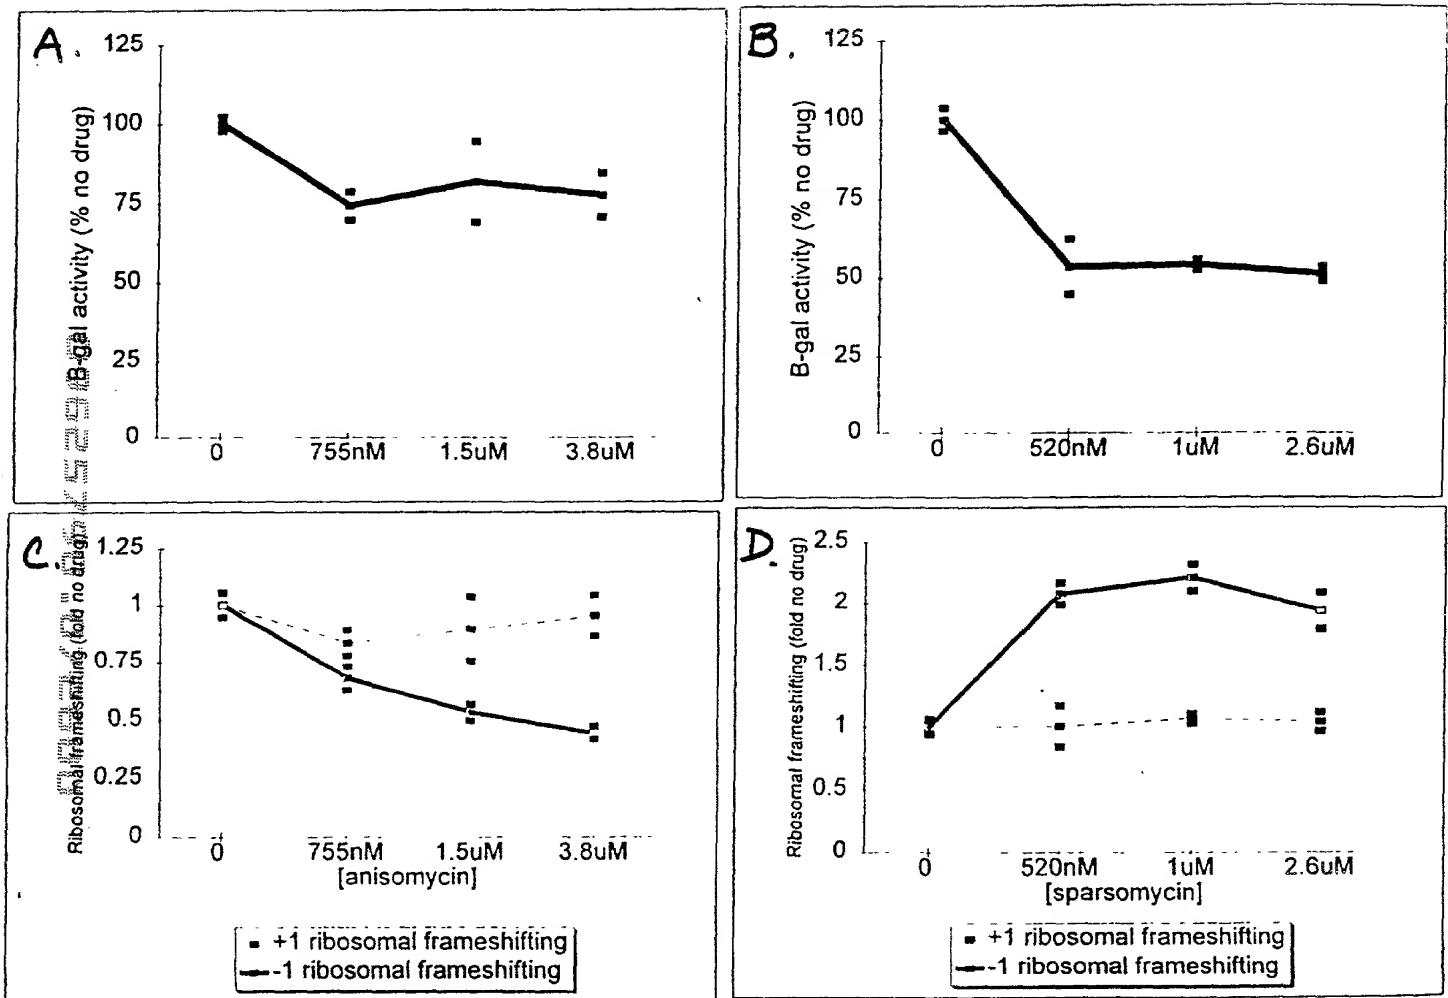 A.
125
100
75
50
25
0
B-gal activity (% no drug)
0 755nM 1.5uM 3.8uM
B.
125
100
75
50
25
0
B-gal activity (% no drug)
0 520nM 1uM 2.6uM
C.
1.25
1
0.75
0.5
0.25
0
Ribosomal frameshifting (fold no drug)
0 755nM 1.5uM 3.8uM
[anisomycin]
+1 ribosomal frameshifting
-1 ribosomal frameshifting
D.
2.5
2
1.5
1
0.5
0
Ribosomal frameshifting (fold no drug)
0 520nM 1uM 2.6uM
[sparsomycin]
+1 ribosomal frameshifting
-1 ribosomal frameshifting